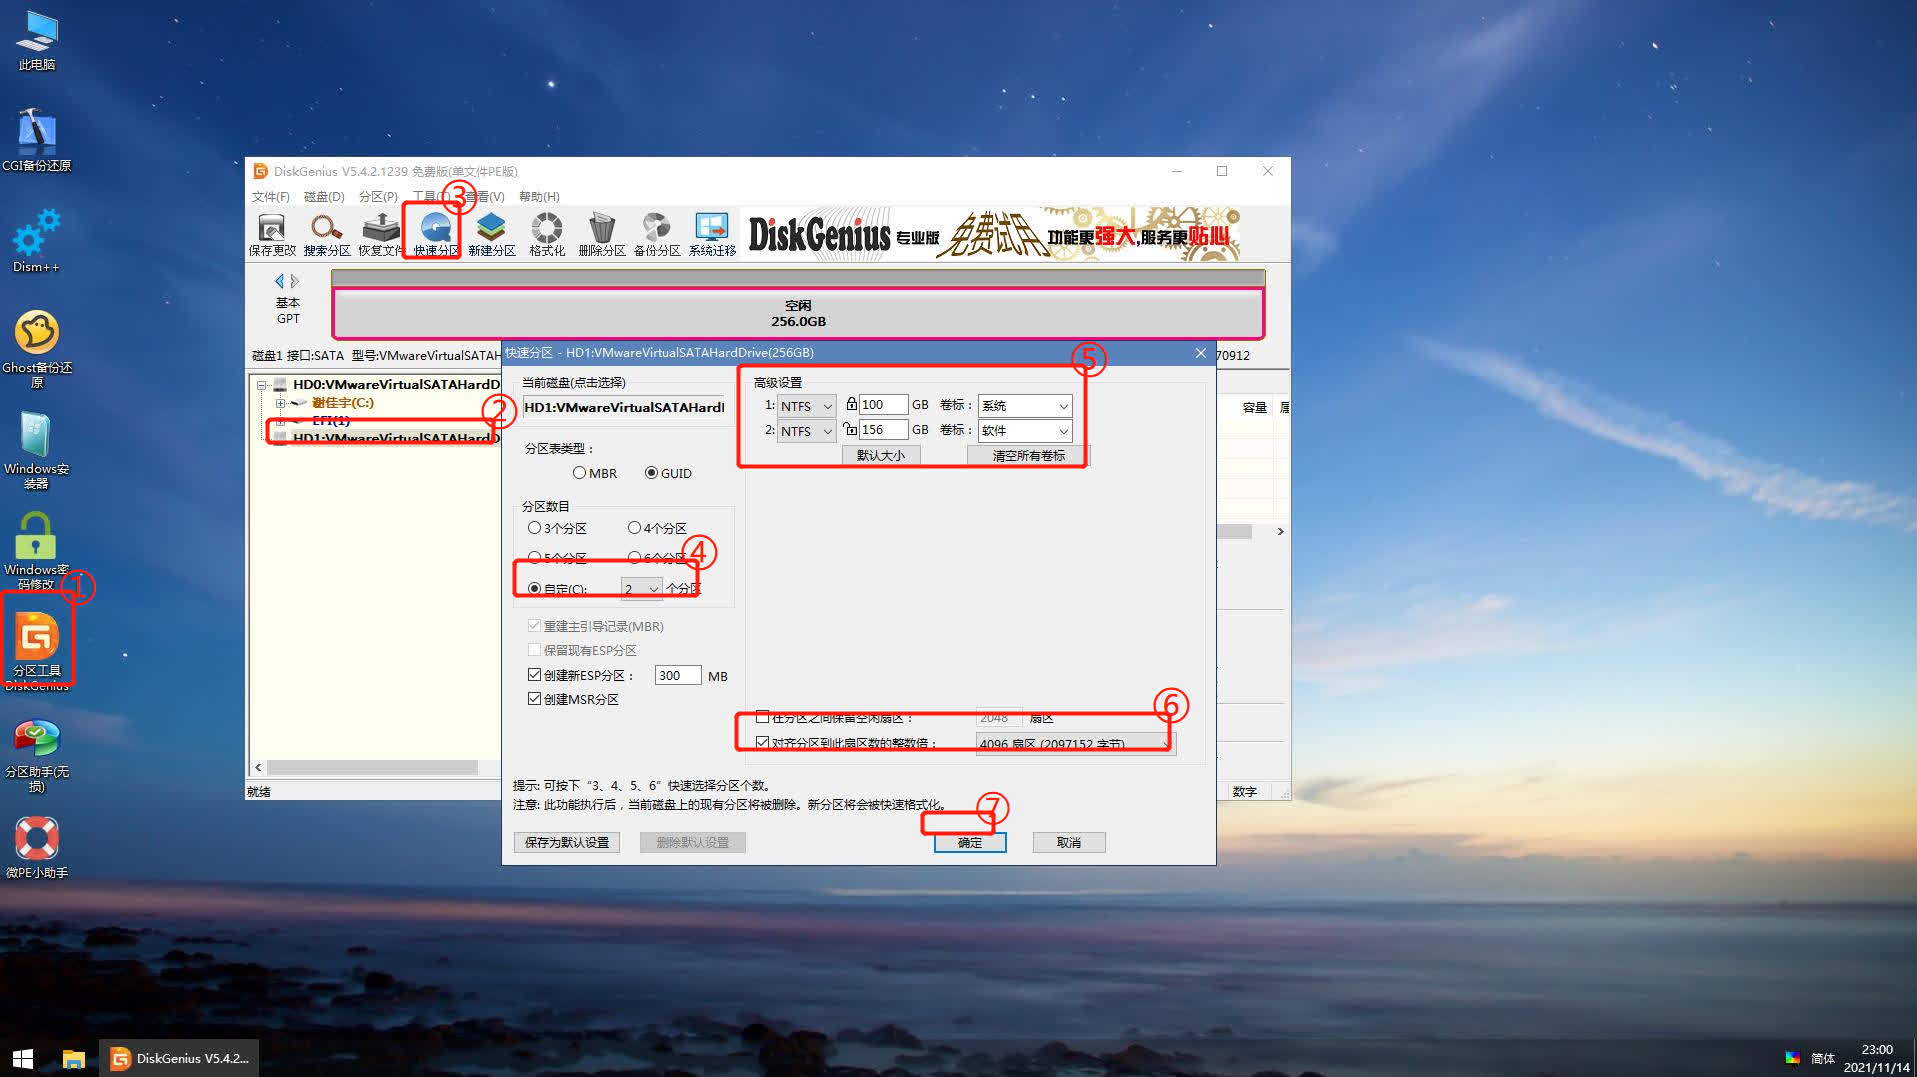 此电脑
CGI备份还原
Dism++
Ghost备份还
原
Windows安
装器
Windows密
码修改
①
分区工具
DiskGenius
分区助手(无
损)
微PE小助手
DiskGenius V5.4.2.1239 免费版(单文件PE版)
文件(F) 磁盘(D) 分区(P) 工具(T) 查看(V) 帮助(H)
③
保存更改 搜索分区 恢复文件 快速分区 新建分区 格式化 删除分区 备份分区 系统迁移
DiskGenius 专业版 免费试用 功能更强大,服务更贴心
基本
GPT
空闲
256.0GB
磁盘1 接口:SATA 型号:VMwareVirtualSATAH
70912
HD0:VMwareVirtualSATAHardD
谢佳宇(C:)
EFI(1)
②
HD1:VMwareVirtualSATAHardD
容量
就绪
数字
快速分区 - HD1:VMwareVirtualSATAHardDrive(256GB)
⑤
当前磁盘(点击选择)
HD1:VMwareVirtualSATAHard
分区表类型：
MBR GUID
分区数目
3个分区 4个分区
5个分区 6个分区
④
自定(C): 2 个分区
重建主引导记录(MBR)
保留现有ESP分区
创建新ESP分区： 300 MB
创建MSR分区
高级设置
1: NTFS 100 GB 卷标： 系统
2: NTFS 156 GB 卷标： 软件
默认大小 清空所有卷标
⑥
在分区之间保留空闲扇区： 2048 扇区
对齐分区到此扇区数的整数倍： 4096 扇区 (2097152 字节)
提示: 可按下“3、4、5、6”快速选择分区个数。
注意: 此功能执行后，当前磁盘上的现有分区将被删除。新分区将会被快速格式化。
⑦
保存为默认设置 删除默认设置 确定 取消
DiskGenius V5.4.2...
简体
23:00
2021/11/14